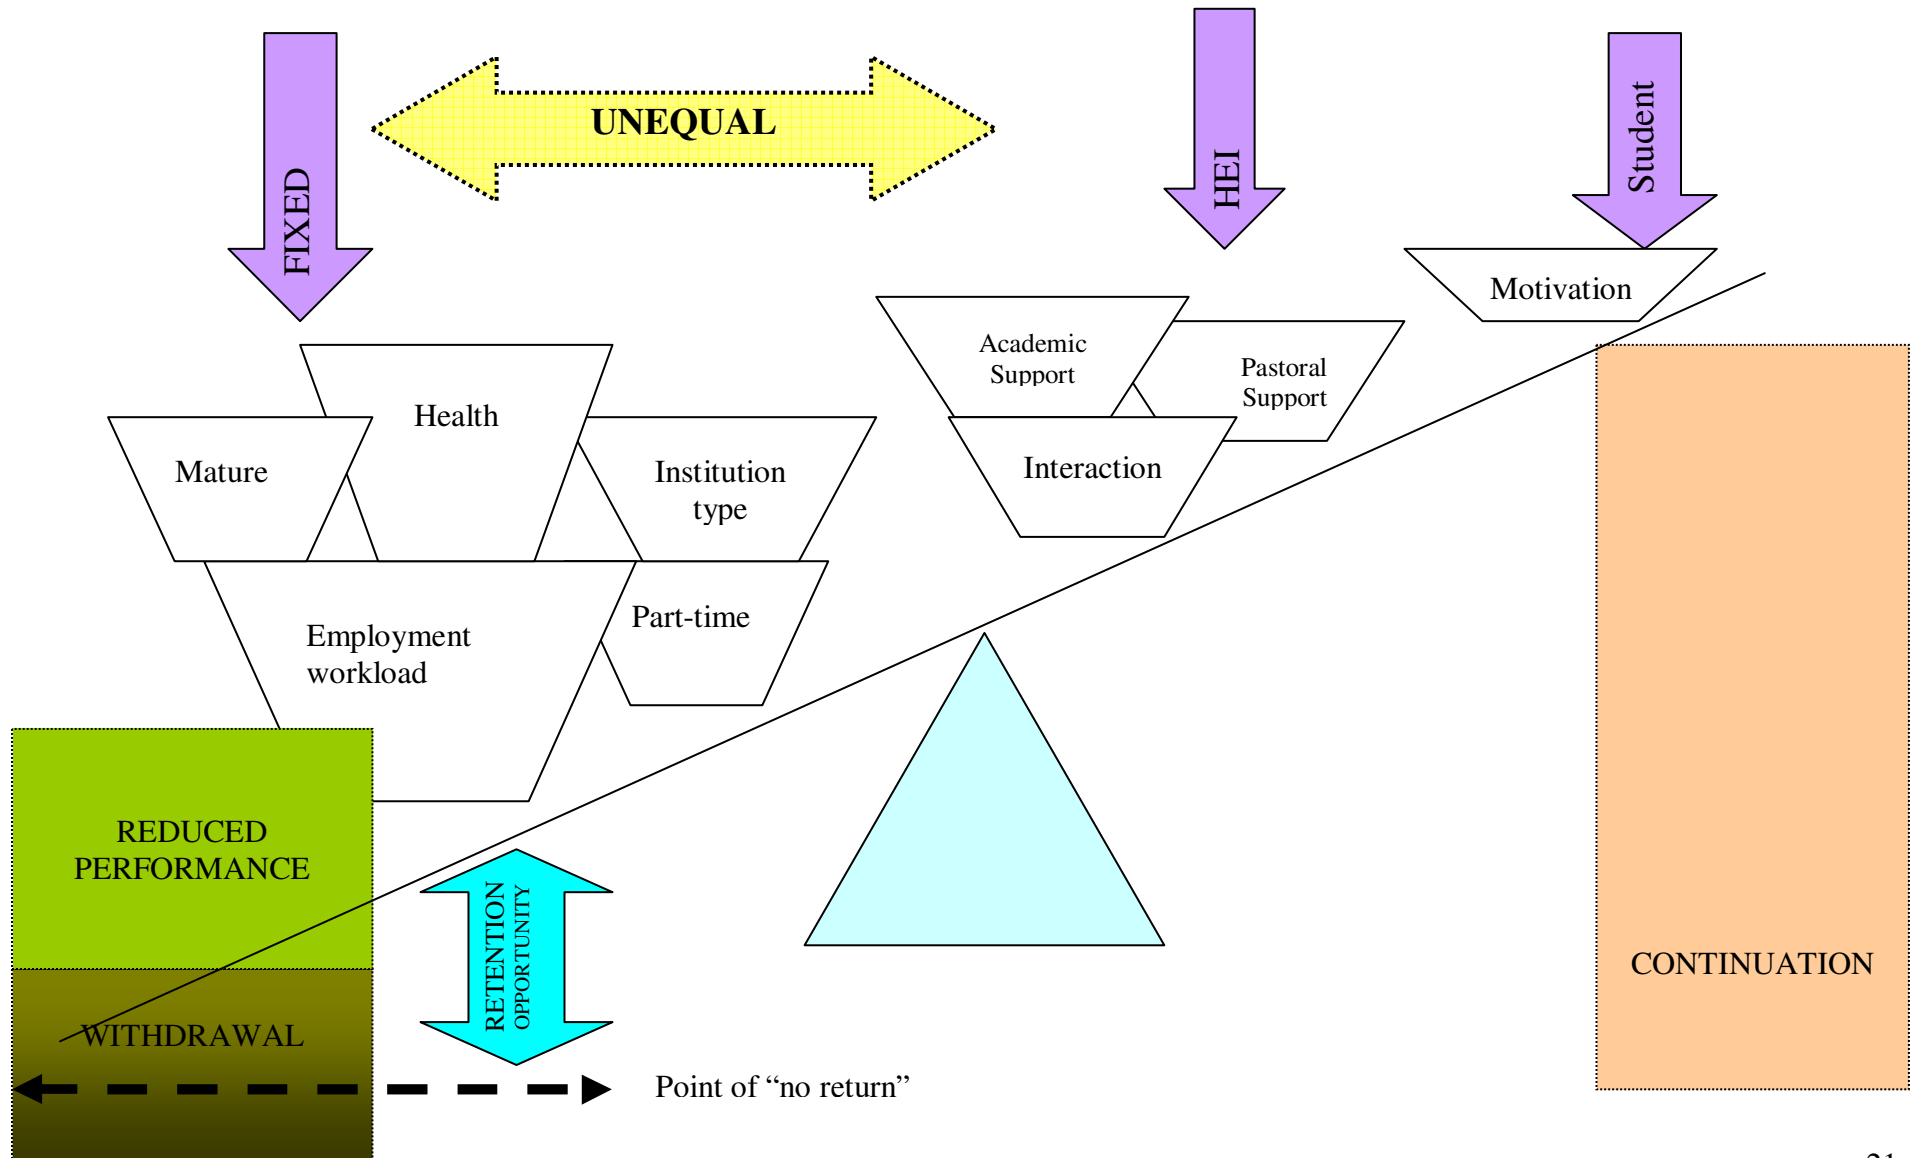 UNEQUAL
FIXED
HEI
Student
Motivation
Academic
Support
Pastoral
Support
Interaction
Health
Mature
Institution
type
Part-time
Employment
workload
REDUCED
PERFORMANCE
RETENTION
OPPORTUNITY
WITHDRAWAL
CONTINUATION
Point of “no return”